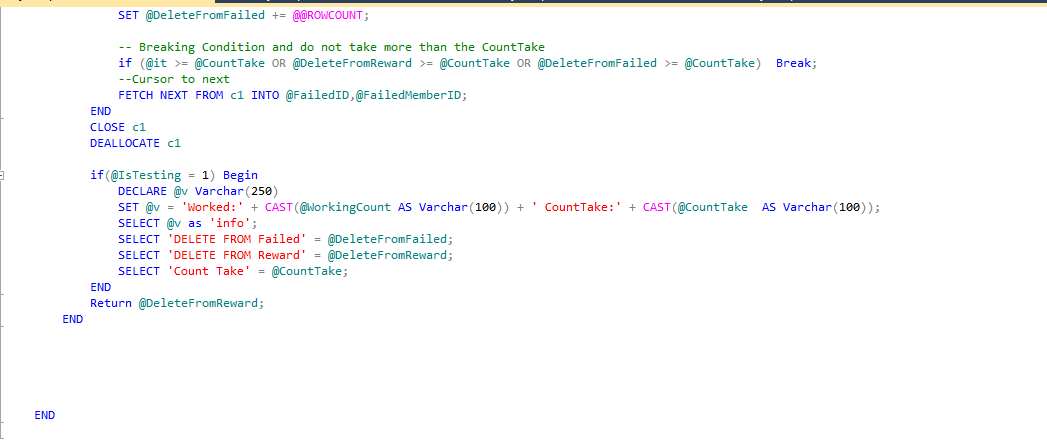 SET @DeleteFromFailed += @@ROWCOUNT;
-- Breaking Condition and do not take more than the CountTake
if (@it >= @CountTake OR @DeleteFromReward >= @CountTake OR @DeleteFromFailed >= @CountTake)  Break;
--Cursor to next
FETCH NEXT FROM c1 INTO @FailedID,@FailedMemberID;
END
CLOSE c1
DEALLOCATE c1
if(@IsTesting = 1) Begin
DECLARE @v Varchar(250)
SET @v = 'Worked:' + CAST(@WorkingCount AS Varchar(100)) + ' CountTake:' + CAST(@CountTake  AS Varchar(100));
SELECT @v as 'info';
SELECT 'DELETE FROM Failed' = @DeleteFromFailed;
SELECT 'DELETE FROM Reward' = @DeleteFromReward;
SELECT 'Count Take' = @CountTake;
END
Return @DeleteFromReward;
END
END